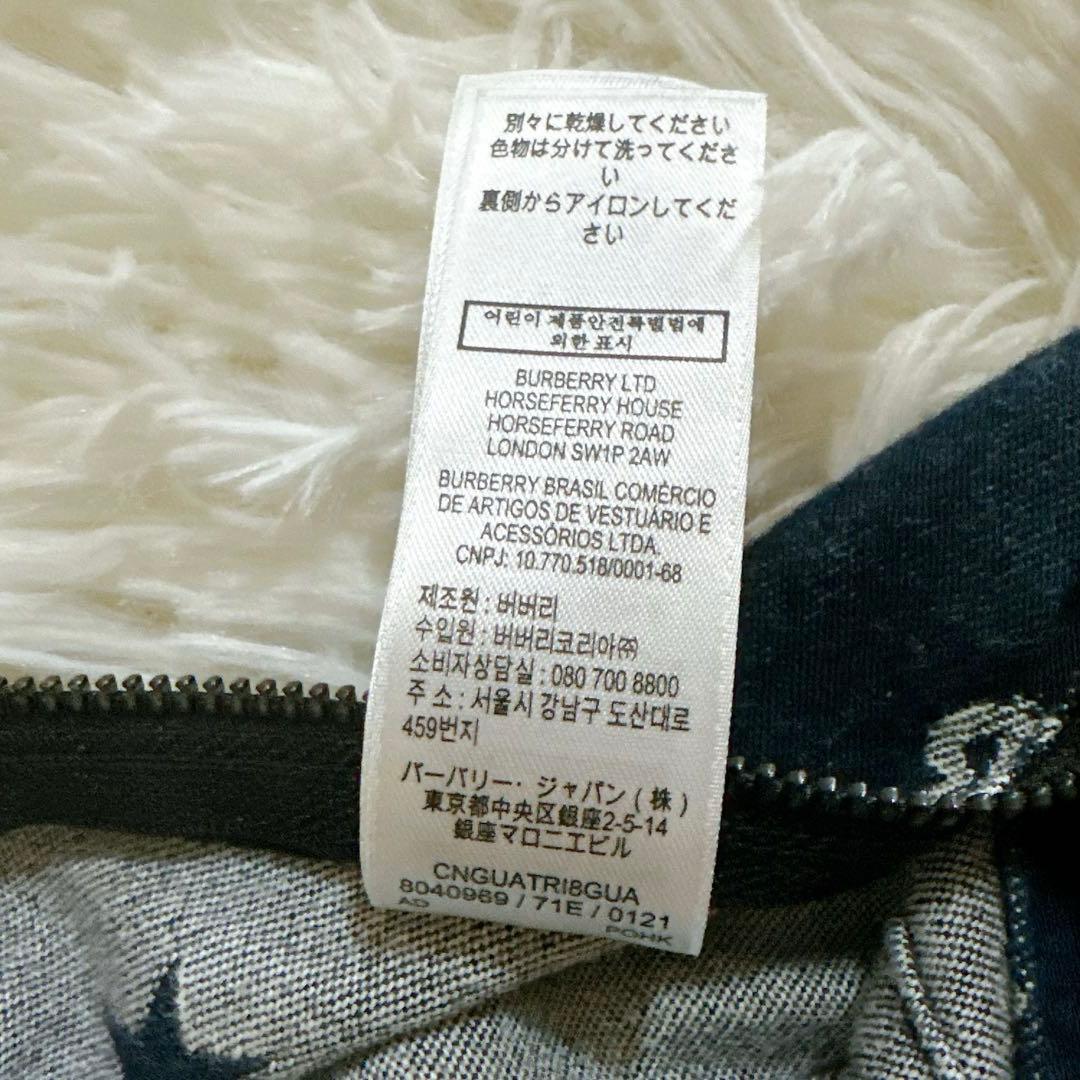 別々に乾燥してください
色物は分けて洗ってくださ
い
裏側からアイロンしてくだ
さい
어린이 제품안전특별법에
의한 표시
BURBERRY LTD
HORSEFERRY HOUSE
HORSEFERRY ROAD
LONDON SW1P 2AW
BURBERRY BRASIL COMÉRCIO
DE ARTIGOS DE VESTUÁRIO E
ACESSÓRIOS LTDA.
CNPJ: 10.770.518/0001-68
제조원 : 버버리
수입원 : 버버리코리아㈜
소비자상담실 : 080 700 8800
주 소 : 서울시 강남구 도산대로
459번지
バーバリー・ジャパン(株)
東京都中央区銀座2-5-14
銀座マロニエビル
CNGUATRI8GUA
8040969 / 71E / 0121
AD